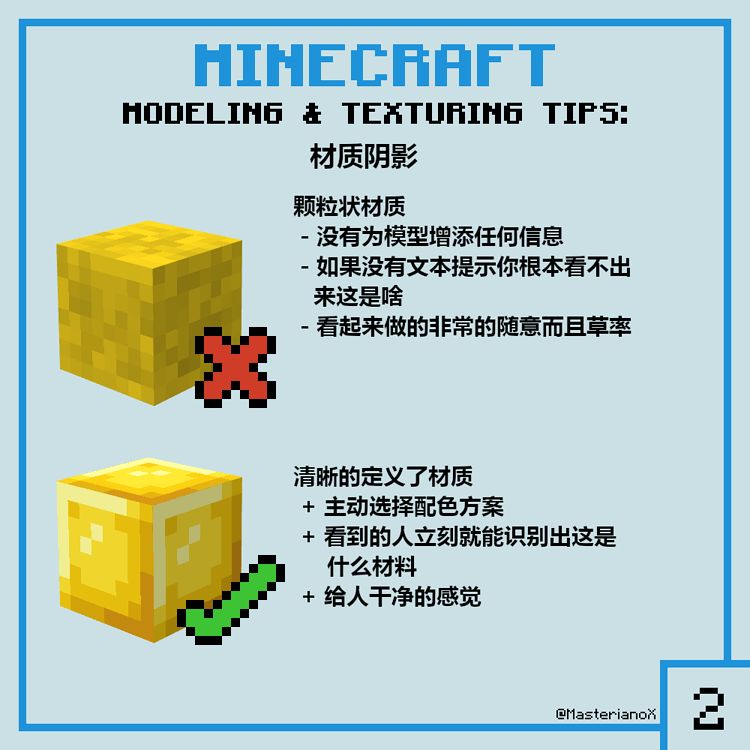 MINECRAFT
MODELING & TEXTURING TIPS:
材质阴影
颗粒状材质
- 没有为模型增添任何信息
- 如果没有文本提示你根本看不出
来这是啥
- 看起来做的非常的随意而且草率
清晰的定义了材质
+ 主动选择配色方案
+ 看到的人立刻就能识别出这是
什么材料
+ 给人干净的感觉
@MasterianoX
2